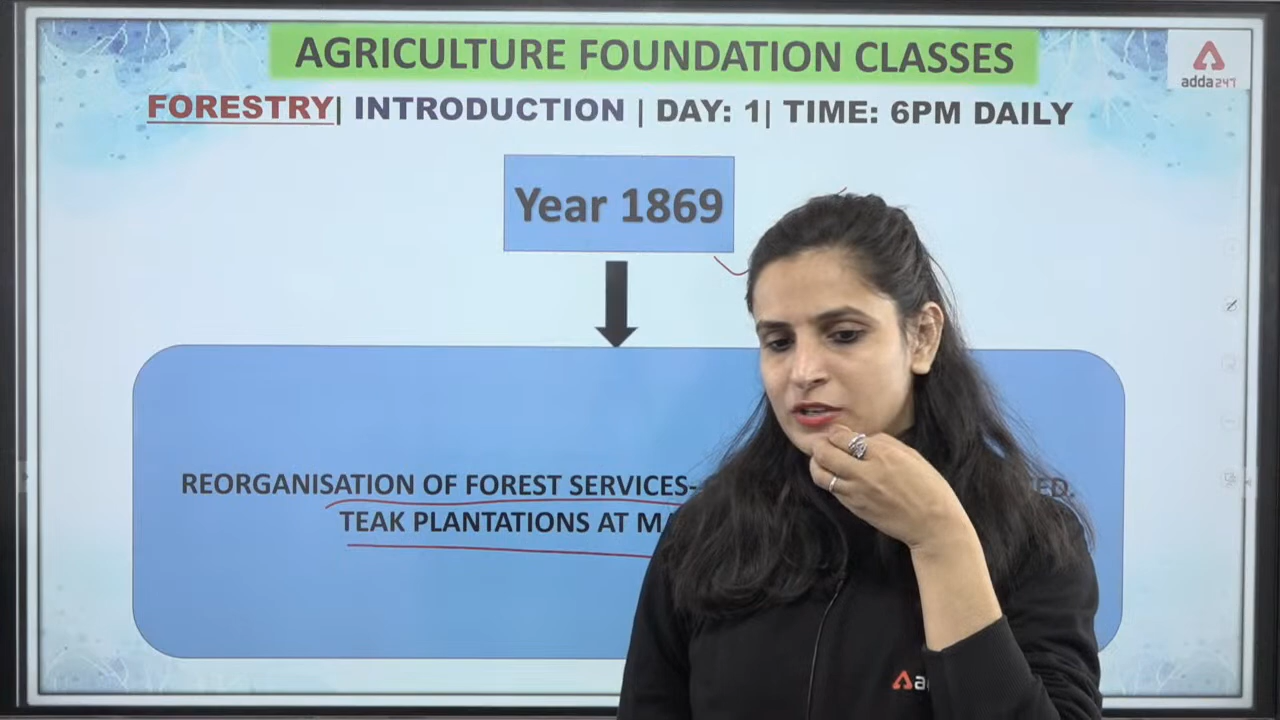 AGRICULTURE FOUNDATION CLASSES
adda247
FORESTRY| INTRODUCTION | DAY: 1| TIME: 6PM DAILY
Year 1869
REORGANISATION OF FOREST SERVICES-
TEAK PLANTATIONS AT